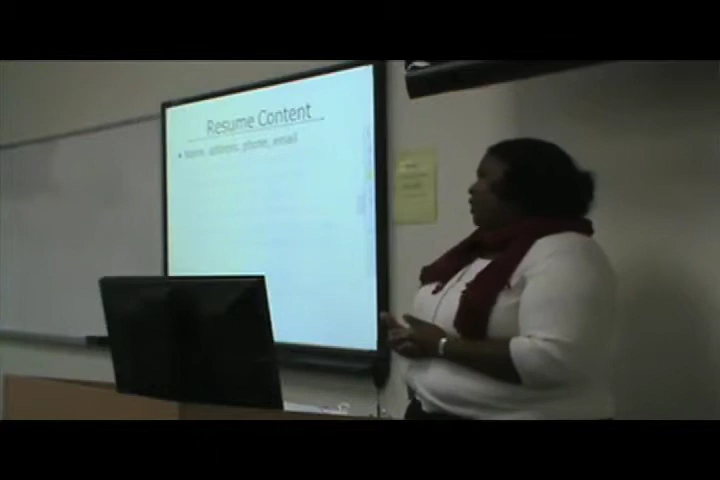 Resume Content
• Name, address, phone, email